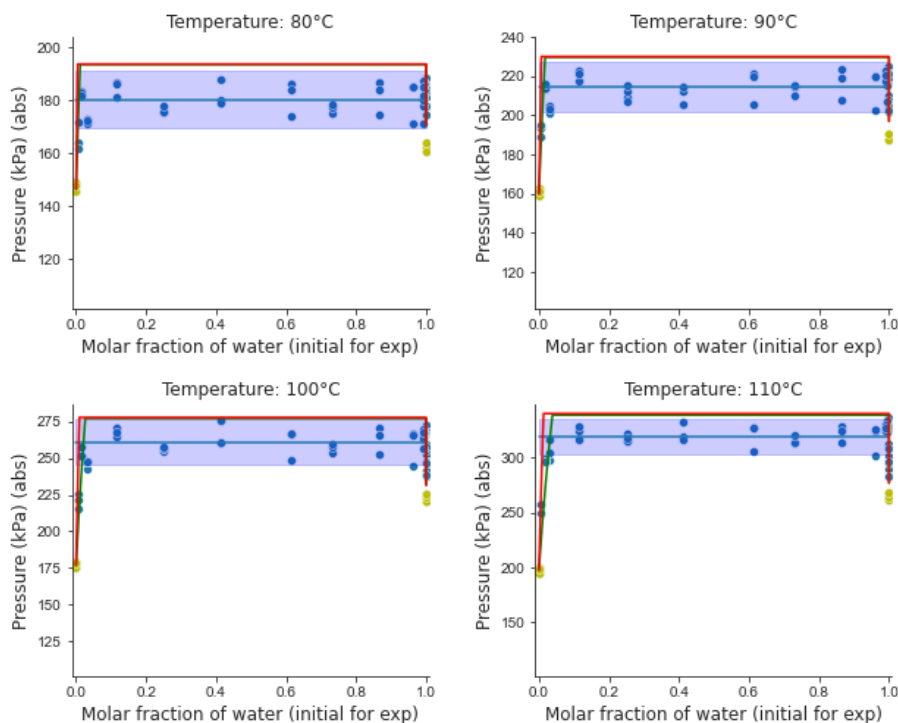 Temperature: 80°C
Pressure (kPa) (abs)
200
180
160
140
120
0.0 0.2 0.4 0.6 0.8 1.0
Molar fraction of water (initial for exp)
Temperature: 90°C
Pressure (kPa) (abs)
240
220
200
180
160
140
120
0.0 0.2 0.4 0.6 0.8 1.0
Molar fraction of water (initial for exp)
Temperature: 100°C
Pressure (kPa) (abs)
275
250
225
200
175
150
125
0.0 0.2 0.4 0.6 0.8 1.0
Molar fraction of water (initial for exp)
Temperature: 110°C
Pressure (kPa) (abs)
300
250
200
150
0.0 0.2 0.4 0.6 0.8 1.0
Molar fraction of water (initial for exp)